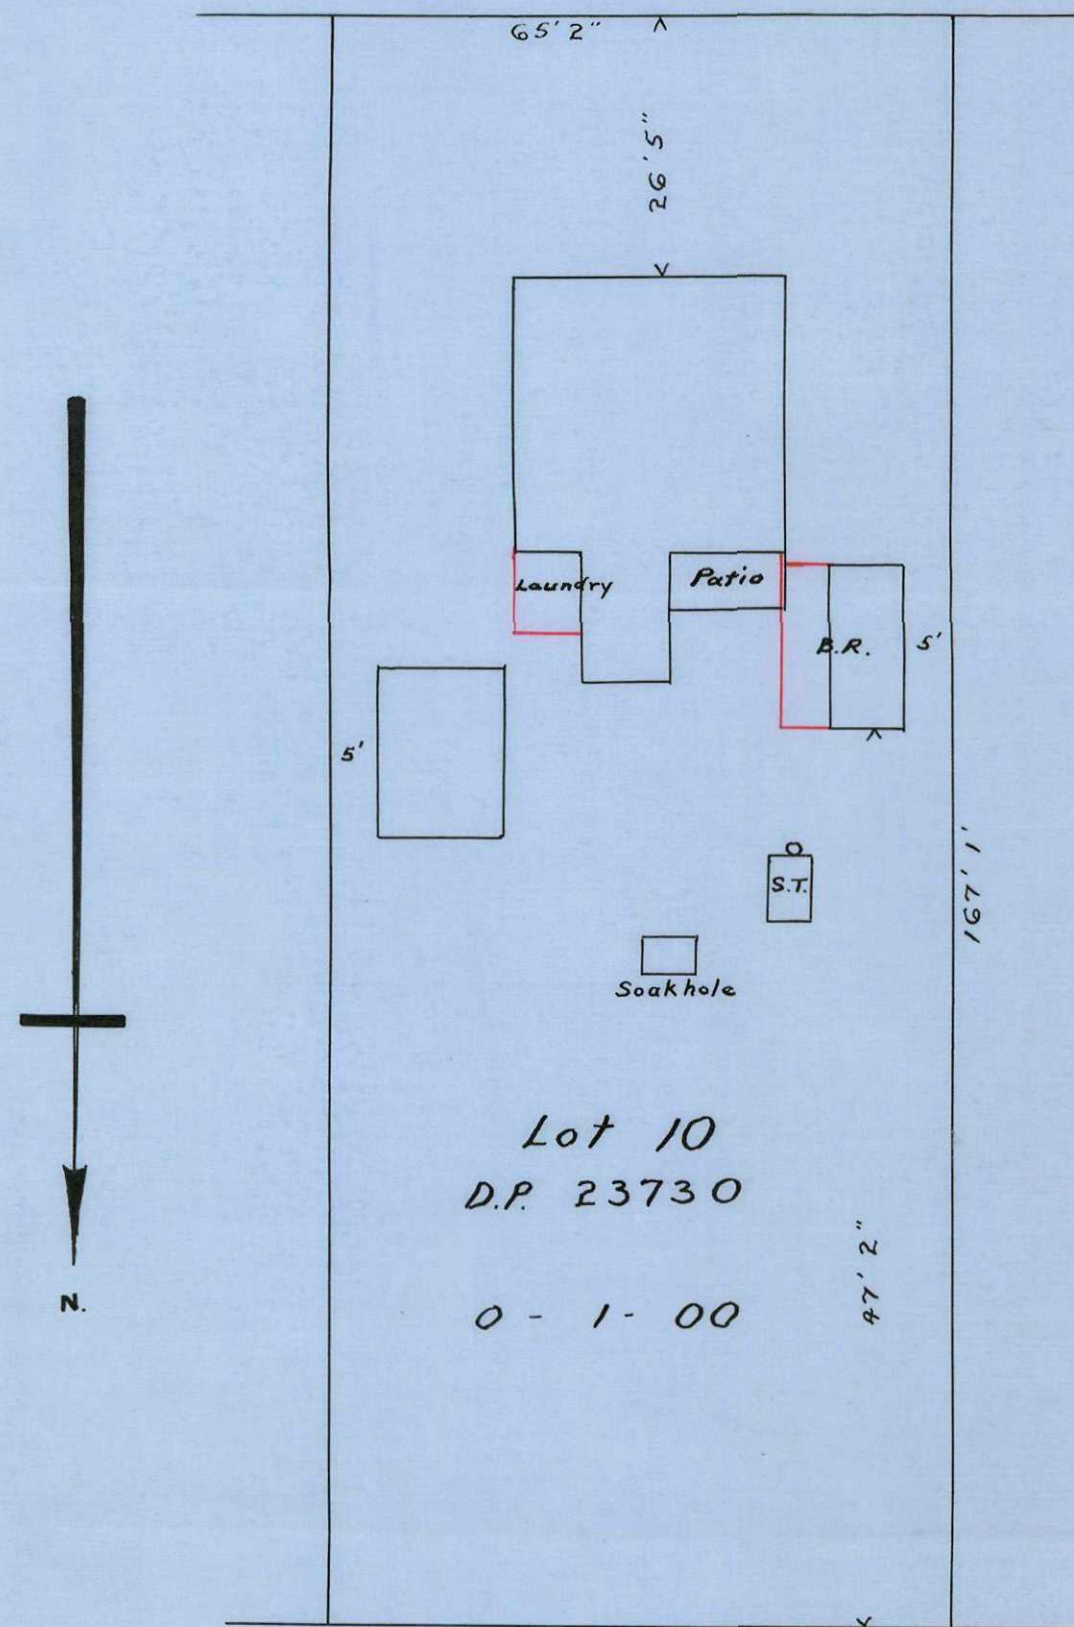 65' 2"
26' 5"
Laundry
Patio
B.R.
5'
5'
S.T.
167' 1'
Soakhole
Lot 10
D.P. 23730
47' 2"
N.
0 - 1 - 00